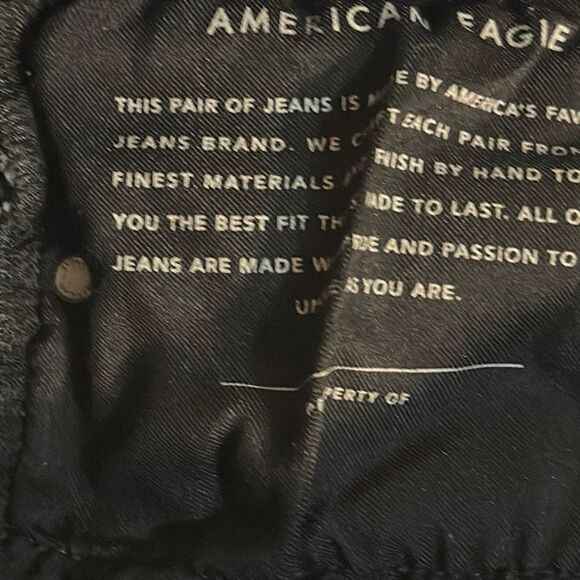 AMERICAN EAGLE
THIS PAIR OF JEANS IS BY AMERICA'S FAV
JEANS BRAND. WE EACH PAIR FROM
FINEST MATERIALS FINISH BY HAND TO
YOU THE BEST FIT MADE TO LAST. ALL O
JEANS ARE MADE PRIDE AND PASSION TO
AS YOU ARE.
PROPERTY OF